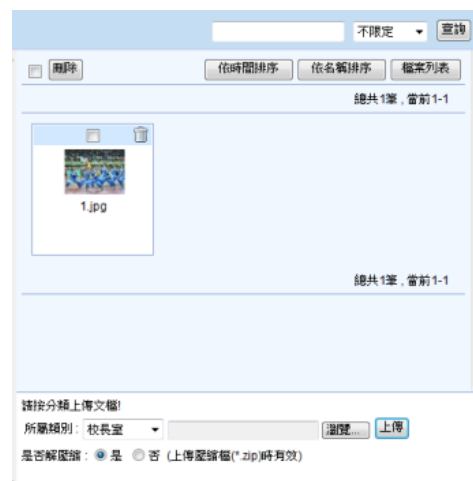 不限定 查詢
刪除 依時間排序 依名稱排序 檔案列表
總共1筆 , 當前1-1
1.jpg
總共1筆 , 當前1-1
請按分類上傳文檔!
所屬類別: 校長室 瀏覽... 上傳
是否解壓縮 : 是 否 (上傳壓縮檔(*.zip)時有效)